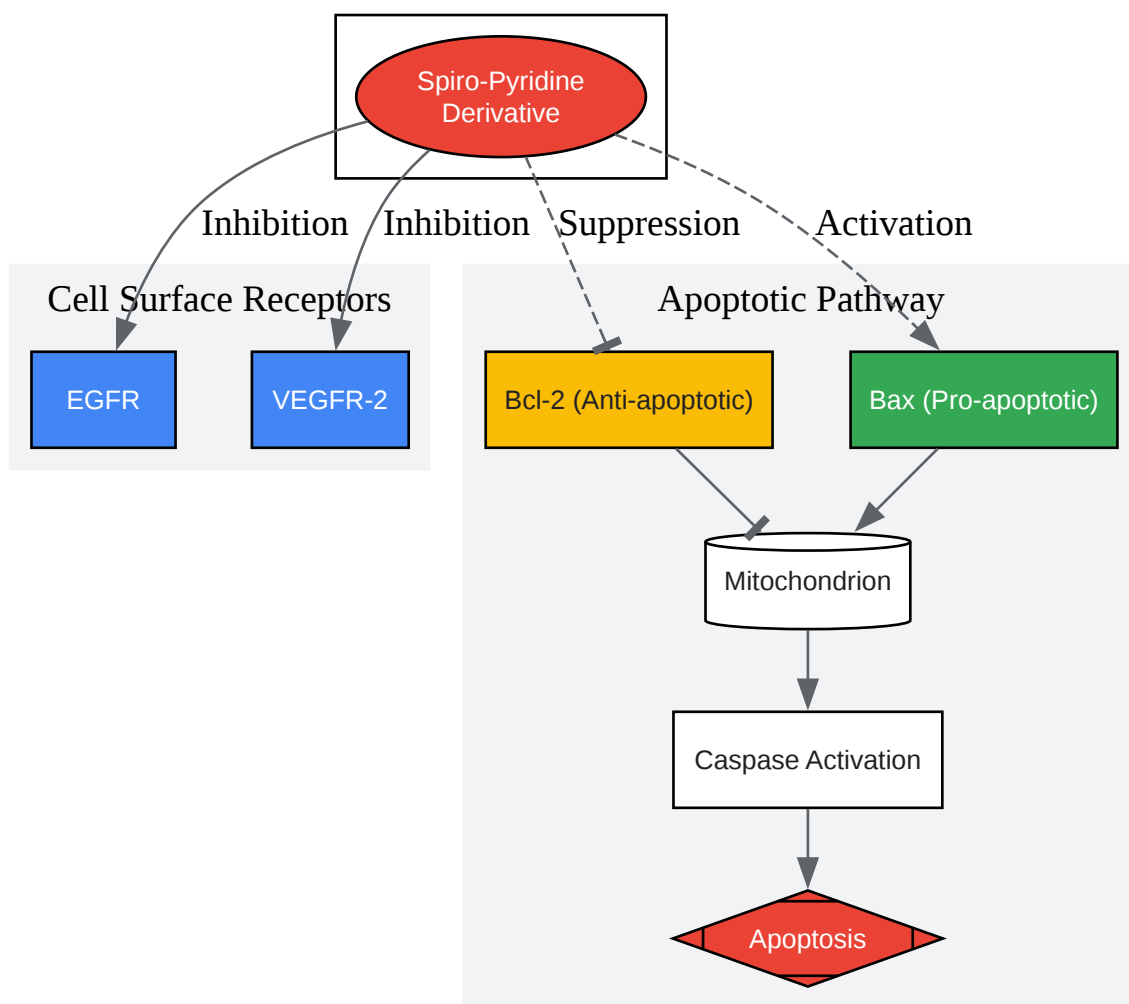 Spiro-Pyridine
Derivative
Inhibition
Inhibition
Suppression
Activation
Cell Surface Receptors
Apoptotic Pathway
EGFR
VEGFR-2
Bcl-2 (Anti-apoptotic)
Bax (Pro-apoptotic)
Mitochondrion
Caspase Activation
Apoptosis